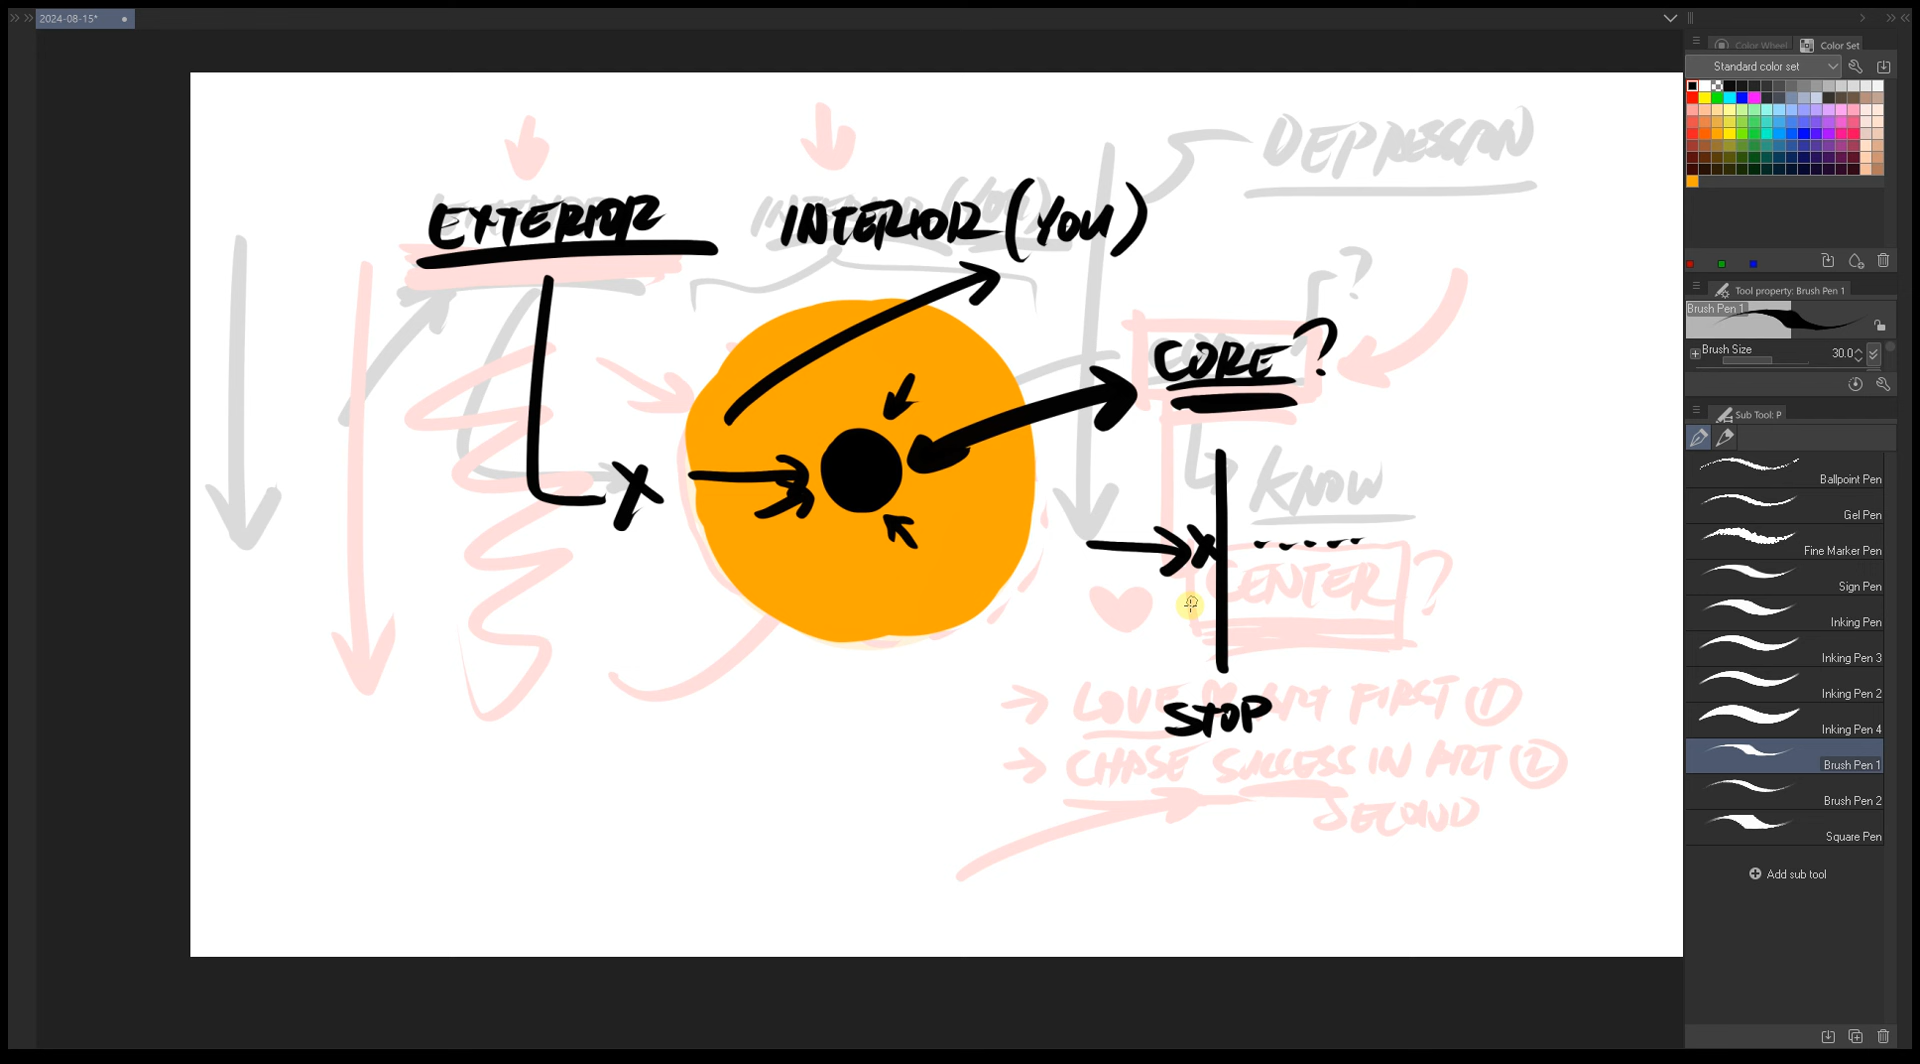 2024-08-15*
Color Wheel
Color Set
Standard color set
DEPRESSION
EXTERIOR
INTERIOR (YOU)
?
Tool property: Brush Pen 1
Brush Pen 1
Brush Size
30.0
CORE?
Sub Tool: P
KNOW
Ballpoint Pen
Gel Pen
Fine Marker Pen
Sign Pen
Inking Pen
Inking Pen 3
Inking Pen 2
Inking Pen 4
Brush Pen 1
Brush Pen 2
Square Pen
Add sub tool
X
X
CENTER?
→ LOVE ART FIRST ①
STOP
→ CHASE SUCCESS IN ART ②
SECOND